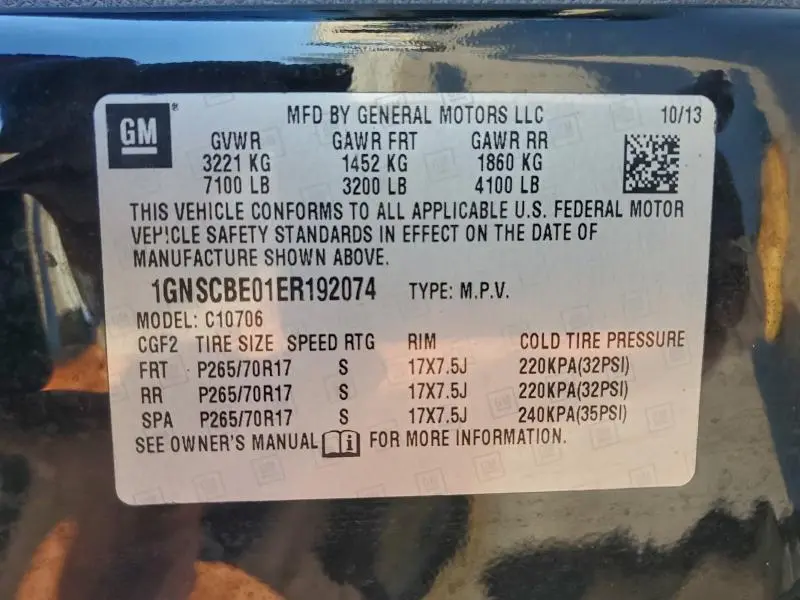 GM ® MFD BY GENERAL MOTORS LLC 10/13
GVWR GAWR FRT GAWR RR
3221 KG 1452 KG 1860 KG
7100 LB 3200 LB 4100 LB
THIS VEHICLE CONFORMS TO ALL APPLICABLE U.S. FEDERAL MOTOR
VEHICLE SAFETY STANDARDS IN EFFECT ON THE DATE OF
MANUFACTURE SHOWN ABOVE.
1GNSCBE01ER192074 TYPE: M.P.V.
MODEL: C10706
CGF2 TIRE SIZE SPEED RTG RIM COLD TIRE PRESSURE
FRT P265/70R17 S 17X7.5J 220KPA(32PSI)
RR P265/70R17 S 17X7.5J 220KPA(32PSI)
SPA P265/70R17 S 17X7.5J 240KPA(35PSI)
SEE OWNER'S MANUAL i FOR MORE INFORMATION.